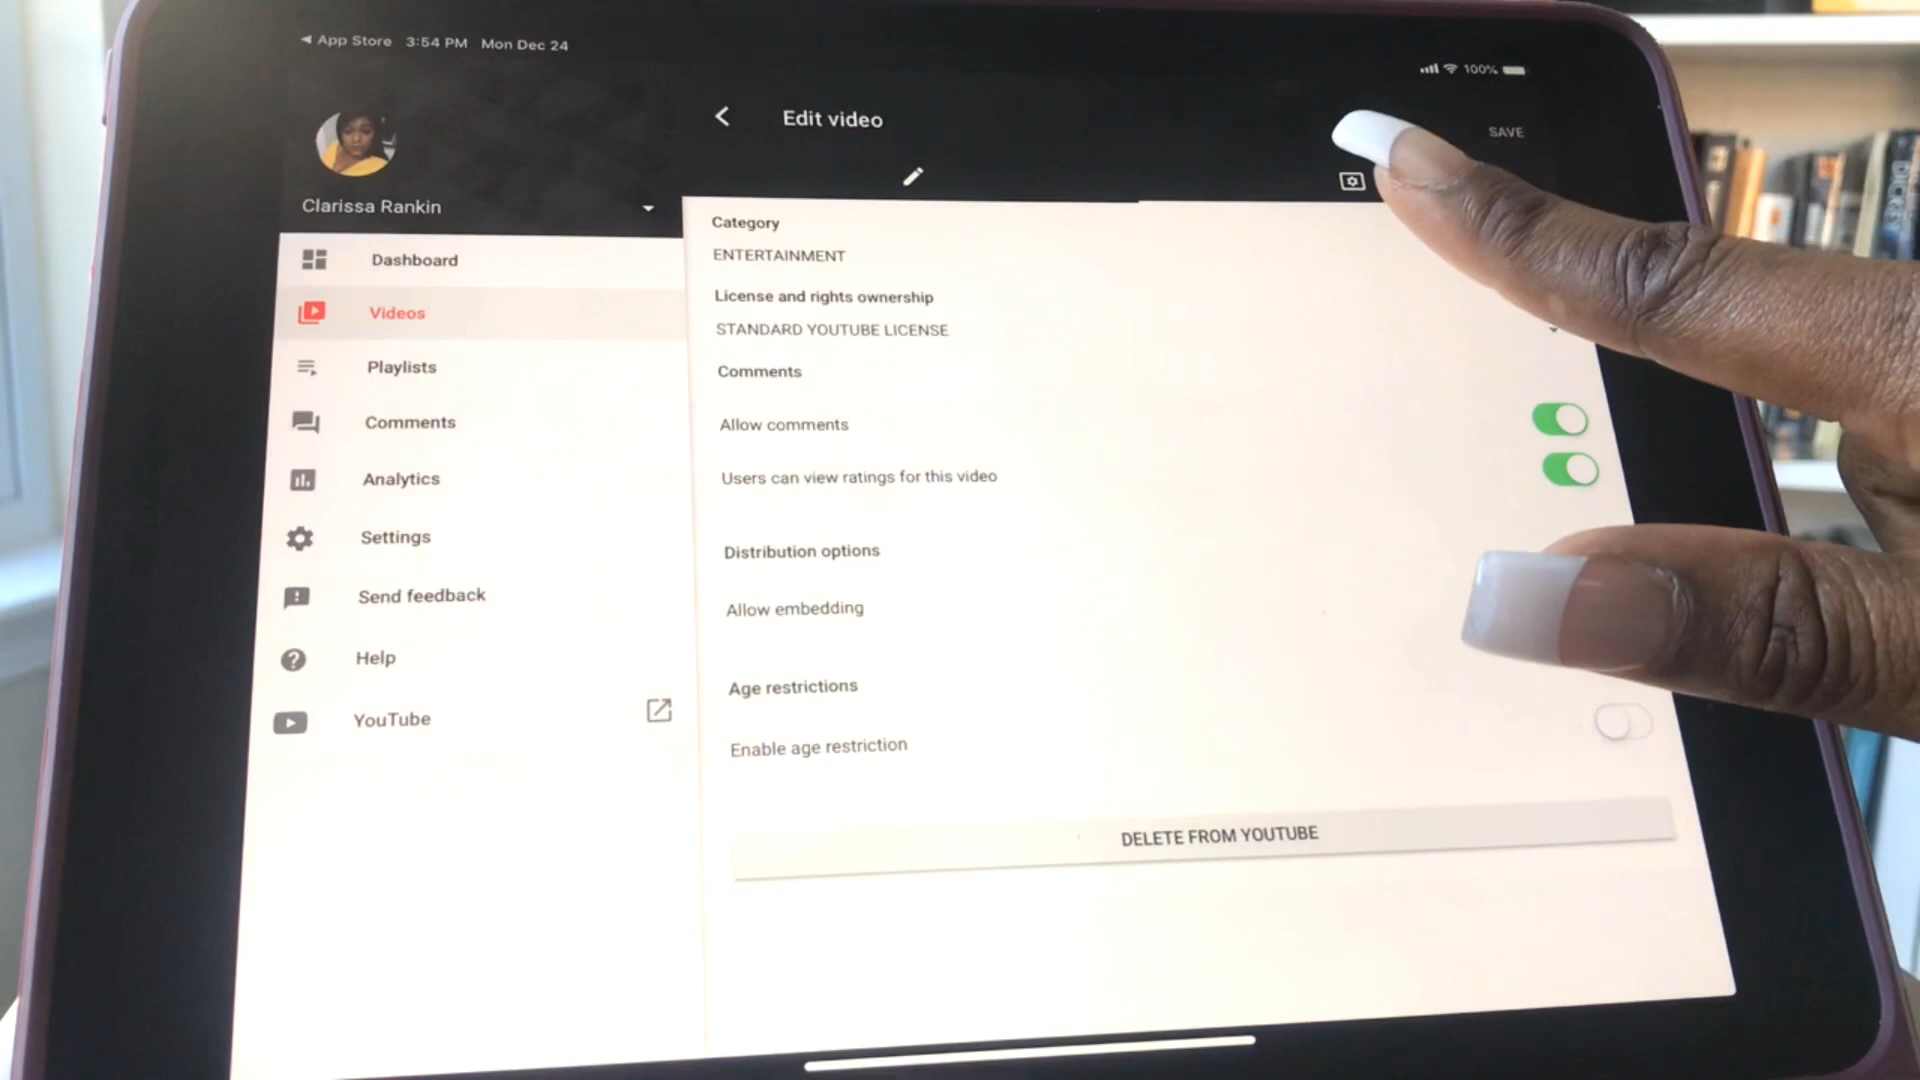 App Store 3:54 PM Mon Dec 24
100%
Edit video
SAVE
Clarissa Rankin
Dashboard
Videos
Playlists
Comments
Analytics
Settings
Send feedback
Help
YouTube
Category
ENTERTAINMENT
License and rights ownership
STANDARD YOUTUBE LICENSE
Comments
Allow comments
Users can view ratings for this video
Distribution options
Allow embedding
Age restrictions
Enable age restriction
DELETE FROM YOUTUBE